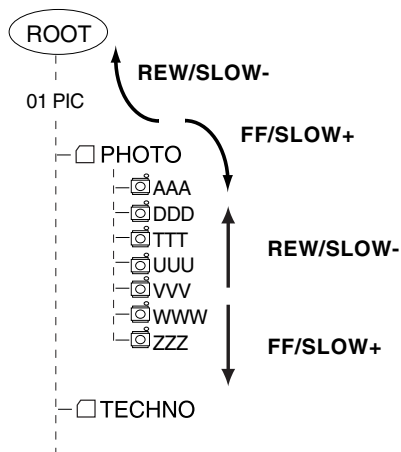 ROOT
REW/SLOW-
01 PIC
FF/SLOW+
PHOTO
AAA
DDD
TTT
UUU
VVV
WWW
ZZZ
REW/SLOW-
FF/SLOW+
TECHNO